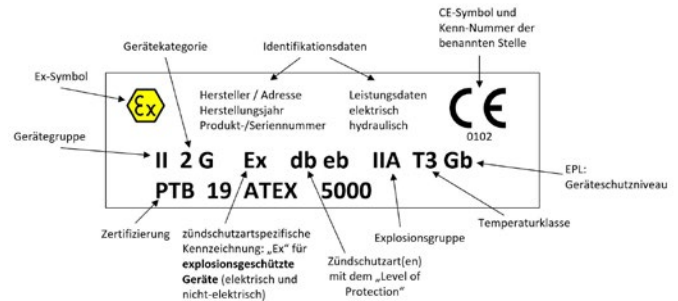 CE-Symbol und
Kenn-Nummer der
benannten Stelle
Gerätekategorie
Identifikationsdaten
Ex-Symbol
Hersteller / Adresse
Herstellungsjahr
Produkt-/Seriennummer
Leistungsdaten
elektrisch
hydraulisch
Ex
CE
0102
Gerätegruppe
II 2 G Ex db eb IIA T3 Gb
PTB 19 ATEX 5000
EPL:
Geräteschutzniveau
Temperaturklasse
Zertifizierung
zündschutzartspezifische
Kennzeichnung: „Ex“ für
explosionsgeschützte
Geräte (elektrisch und
nicht-elektrisch)
Explosionsgruppe
Zündschutzart(en)
mit dem „Level of
Protection“